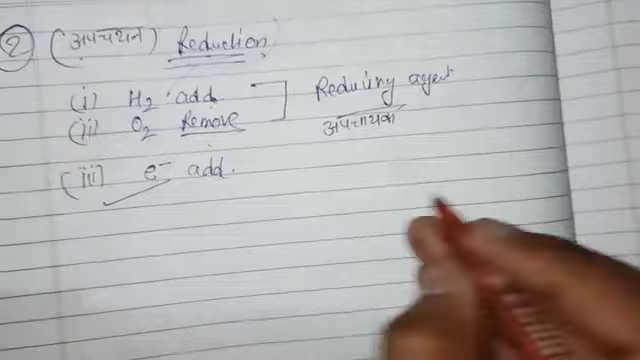 2 (अपचयन) Reduction
(i) H2 add
(ii) O2 Remove
Reducing agent
अपचायक
(iii) e- add.